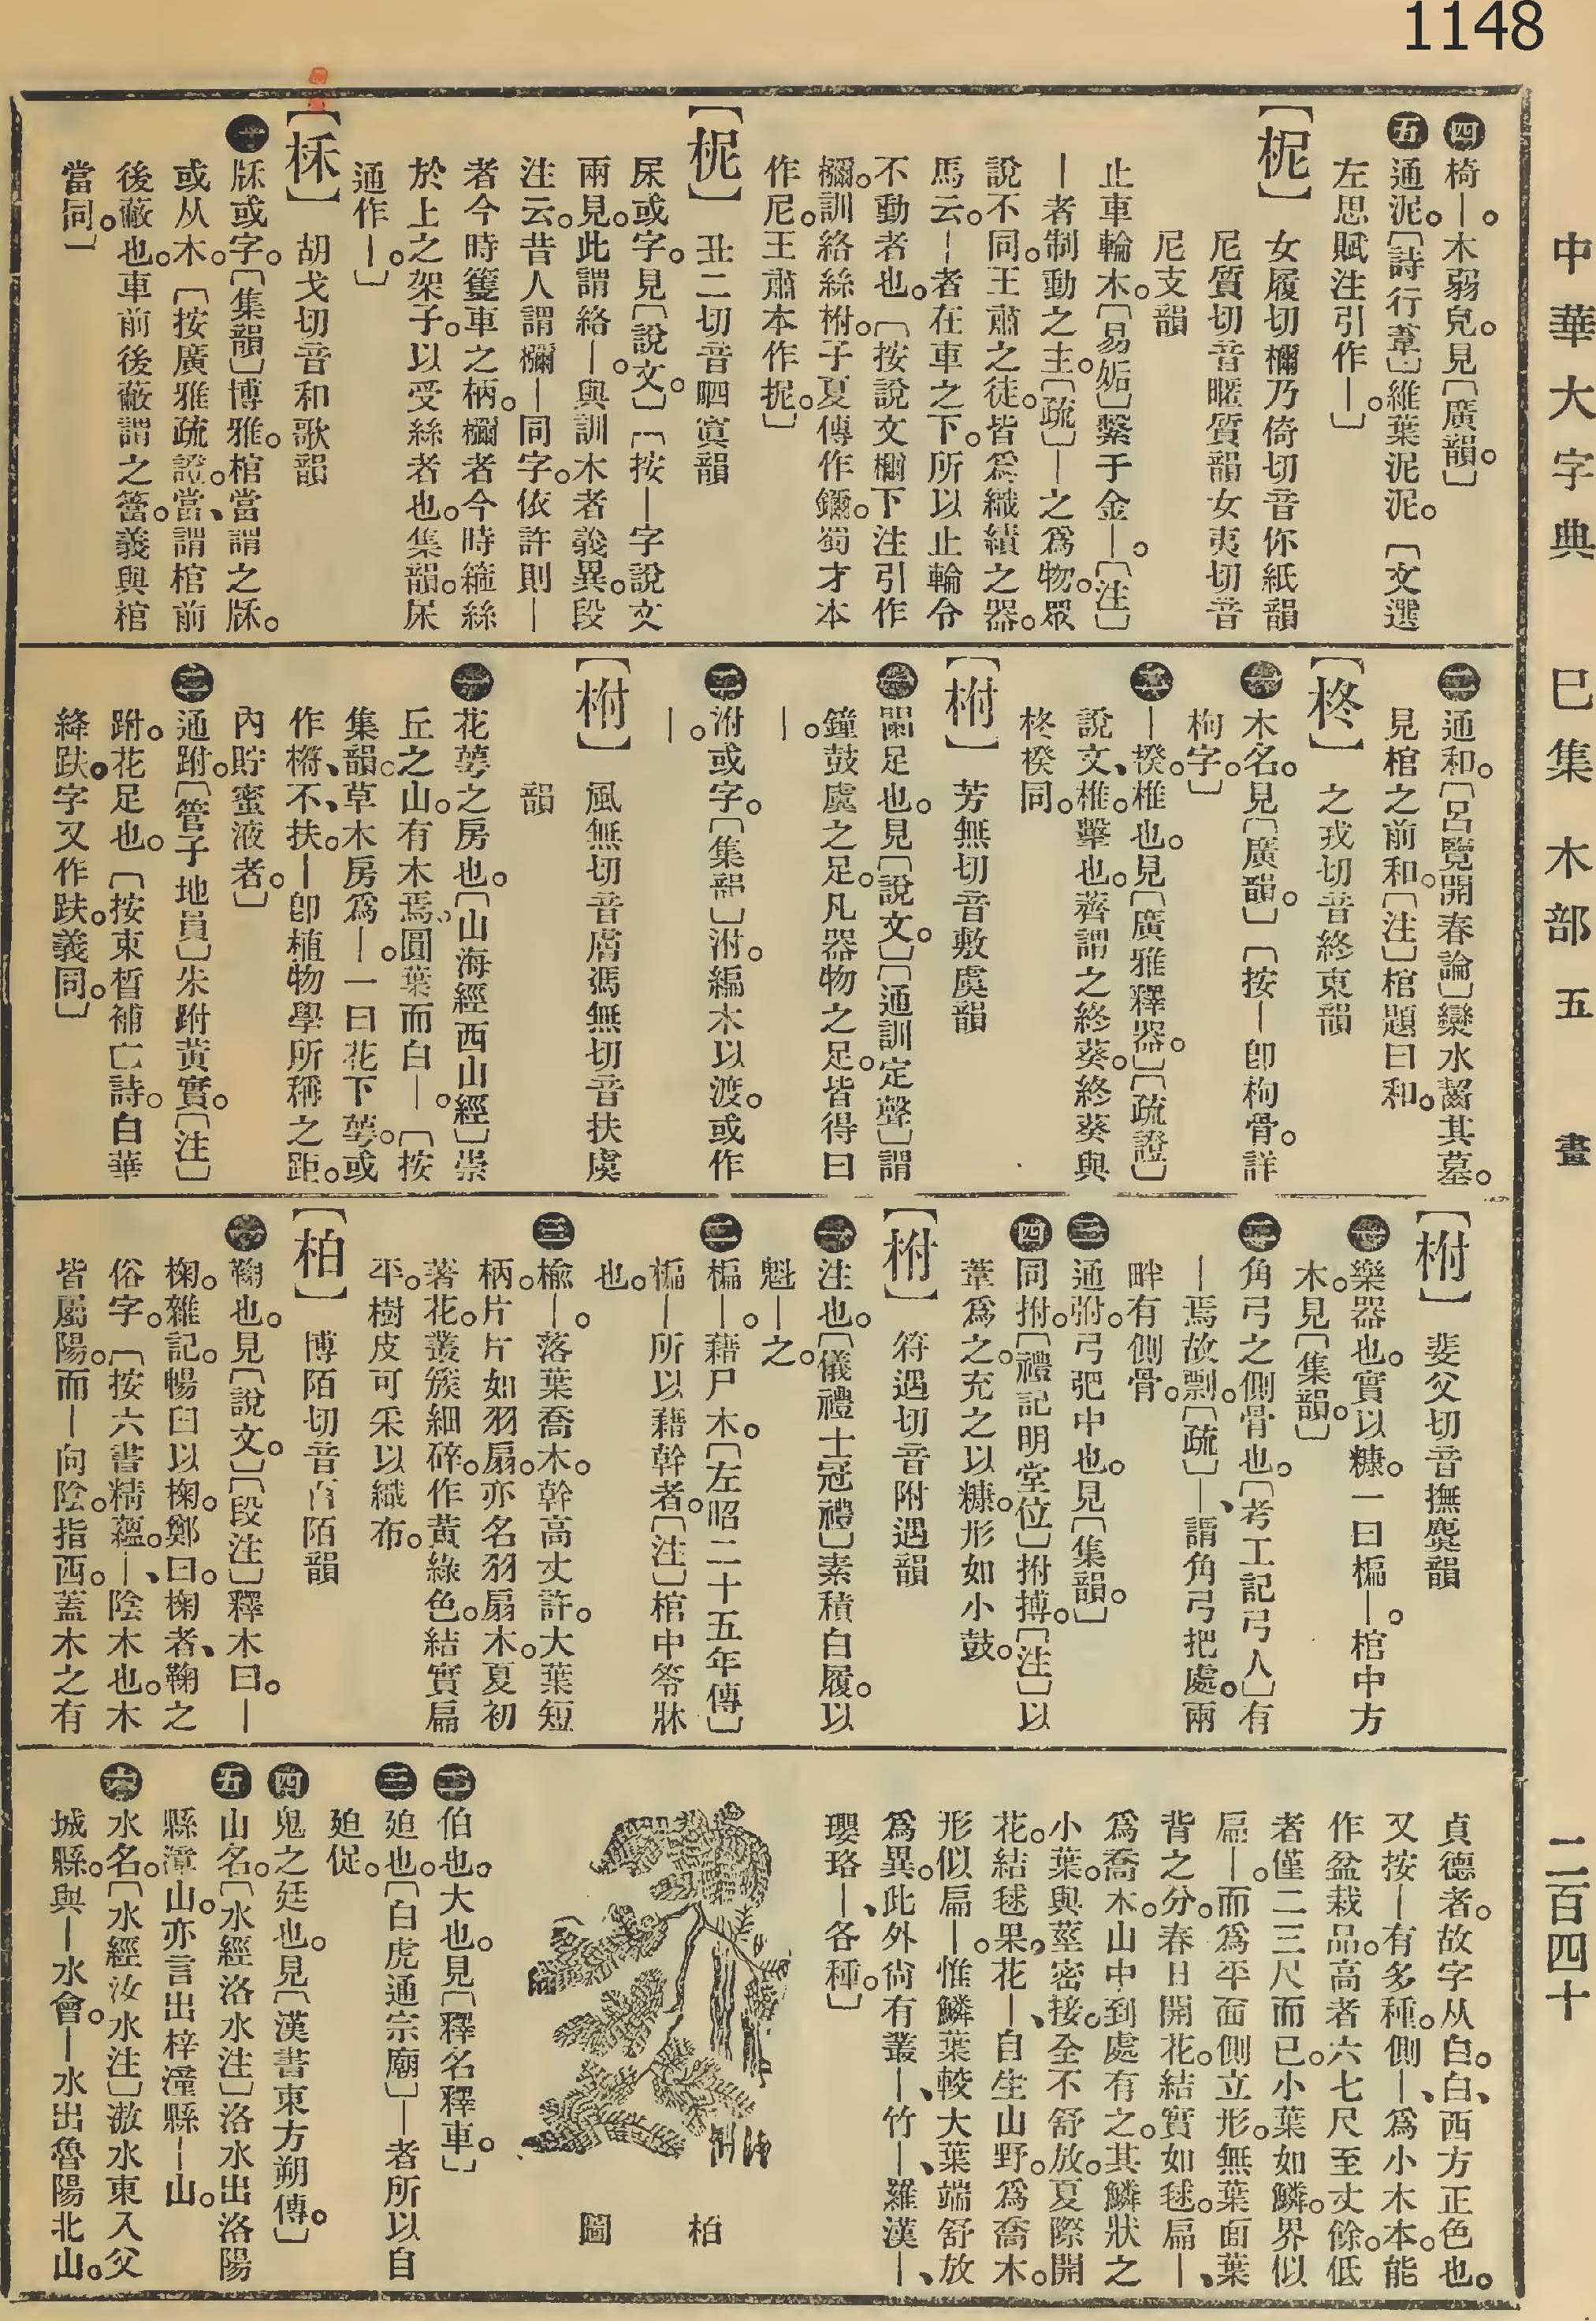 1148
中華大字典 巳集 木部 五畫 二百四十
四椅｜。木弱皃。見〔廣韻。〕
五通泥。〔詩行葦〕維葉泥泥。〔文選
左思賦注引作｜。〕
〔柅〕女履切檷乃倚切音你紙韻
尼質切音暱質韻女夷切音
尼支韻
止車輪木。〔易姤〕繫于金｜。〔注〕
｜者制動之主。〔疏〕｜之爲物。眾
說不同。王肅之徒。皆爲織績之器。
馬云。｜者在車之下。所以止輪令
不動者也。〔按說文檷下注引作
檷。訓絡絲柎。子夏傳作鑈。蜀才本
作尼。王肅本作抳。〕
〔柅〕丑二切音𦐉寘韻
杘或字。見〔說文。〕〔按｜字說文
兩見。此謂絡｜。與訓木者義異。段
注云。昔人謂檷｜同字。依許則｜
者今時籆車之柄。檷者今時籰絲
於上之架子。以受絲者也。集韻。杘
通作｜。〕
〔柇〕胡戈切音和歌韻
一牀或字。〔集韻〕博雅。棺當謂之牀。
或从木。〔按廣雅疏證。當、謂棺前
後蔽也。車前後蔽謂之簹。義與棺
當同。〕
二通和。〔呂覽開春論〕欒水齧其墓。
見棺之前和。〔注〕棺題曰和。
〔柊〕之戎切音終東韻
一木名。見〔廣韻。〕〔按｜卽枸骨。詳
枸字。〕
二｜楑。椎也。見〔廣雅釋器。〕〔疏證〕
說文、椎。擊也。齊謂之終葵。終葵與
柊楑同。
〔柎〕芳無切音敷虞韻
一闌足也。見〔說文。〕〔通訓定聲〕謂
鐘鼓虡之足。凡器物之足。皆得曰
｜。
二泭或字。〔集韻〕泭。編木以渡。或作
｜。
〔柎〕風無切音膚馮無切音扶虞
韻
一花萼之房也。〔山海經西山經〕崇
丘之山。有木焉。圓葉而白｜。〔按
集韻。草木房爲｜。一曰花下萼。或
作㭪、不、扶。｜卽植物學所稱之距。
內貯蜜液者。〕
二通跗。〔管子地員〕朱跗黃實。〔注〕
跗。花足也。〔按束晳補亡詩。白華
絳趺。字又作趺。義同。〕
〔柎〕斐父切音撫麌韻
一樂器也。實以糠。一曰楄｜。棺中方
木。見〔集韻。〕
二角弓之側骨也。〔考工記弓人〕有
｜焉故剽。〔疏〕｜、謂角弓把處。兩
畔有側骨。
三通弣。弓弝中也。見〔集韻。〕
四同拊。〔禮記明堂位〕拊搏。〔注〕以
葦爲之。充之以糠。形如小鼓。
〔柎〕符遇切音附遇韻
一注也。〔儀禮士冠禮〕素積白履。以
魁｜之。
二楄｜。藉尸木。〔左昭二十五年傳〕
楄｜所以藉幹者。〔注〕棺中笭牀
也。
三楡｜。落葉喬木。幹高丈許。大葉短
柄。片片如羽扇。亦名羽扇木。夏初
著花。叢簇細碎。作黃綠色。結實扁
平。樹皮可采以織布。
〔柏〕博陌切音百陌韻
一鞠也。見〔說文。〕〔段注〕釋木曰。｜
椈。雜記。暢臼以椈。鄭曰。椈者、鞠之
俗字。〔按六書精蘊。｜、陰木也。木
皆屬陽。而｜向陰。指西。蓋木之有
貞德者。故字从白。白、西方正色也。
又按｜有多種。側｜、爲小木本。能
作盆栽品。高者六七尺至丈餘。低
者僅二三尺而已。小葉如鱗。界似
扁｜。而爲平面側立形。無葉面葉
背之分。春日開花。結實如毬。扁｜、
爲喬木。山中到處有之。其鱗狀之
小葉。與莖密接。全不舒放。夏際開
花。結毬果。花｜、自生山野。爲喬木。
形似扁｜。惟鱗葉較大。葉端舒放
爲異。此外尙有叢｜、竹｜、羅漢｜、
瓔珞｜、各種。〕
柏圖
二伯也。大也。見〔釋名釋車。〕
三廹也。〔白虎通宗廟〕｜者所以自
廹促。
四鬼之廷也。見〔漢書東方朔傳。〕
五山名。〔水經洛水注〕洛水出洛陽
縣漳山。亦言出梓潼縣｜山。
六水名。〔水經汝水注〕滶水東入父
城縣。與｜水會。｜水出魯陽北山。